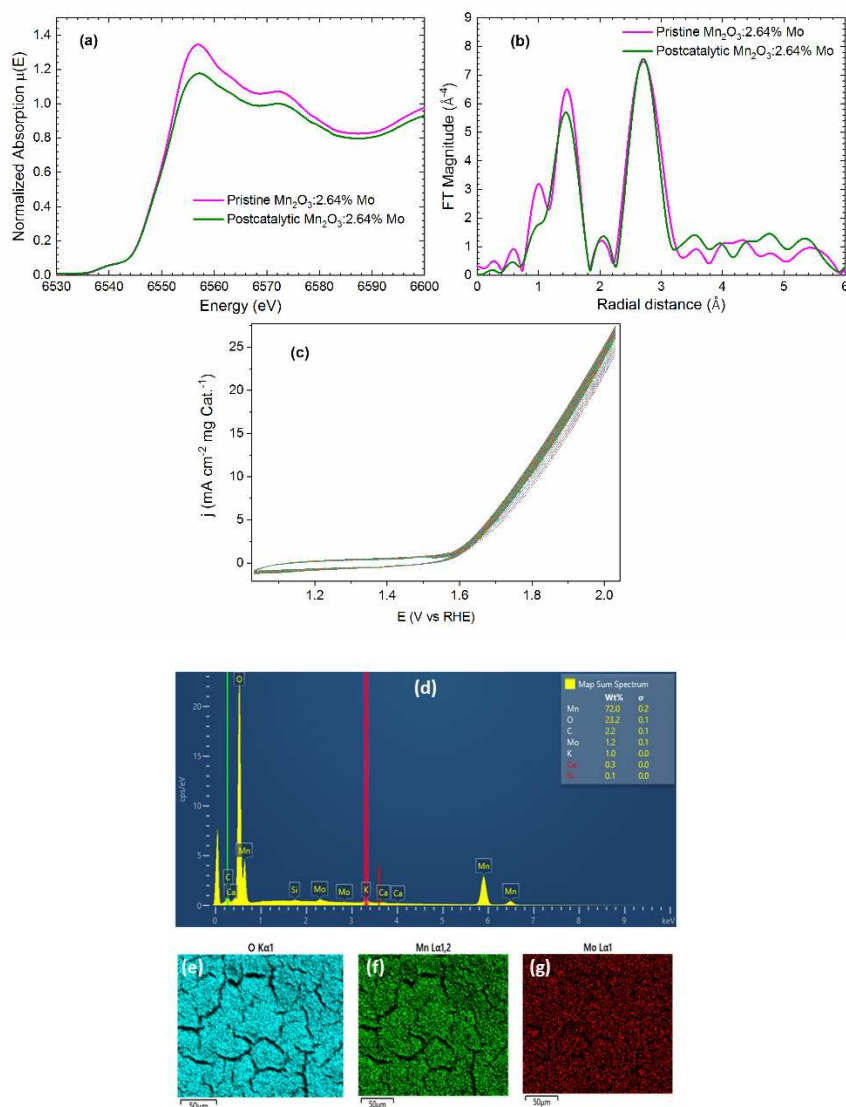 (a)
Normalized Absorption μ(E)
1.4
1.2
1.0
0.8
0.6
0.4
0.2
0.0
Pristine Mn₂O₃:2.64% Mo
Postcatalytic Mn₂O₃:2.64% Mo
6530 6540 6550 6560 6570 6580 6590 6600
Energy (eV)
(b)
Pristine Mn₂O₃:2.64% Mo
Postcatalytic Mn₂O₃:2.64% Mo
FT Magnitude (Å⁻⁴)
9
8
7
6
5
4
3
2
1
0
0 1 2 3 4 5 6
Radial distance (Å)
(c)
j (mA cm⁻² mg Cat.⁻¹)
25
20
15
10
5
0
1.2 1.4 1.6 1.8 2.0
E (V vs RHE)
(d)
Map Sum Spectrum
Wt% σ
Mn 72.0 0.2
O 23.2 0.1
C 2.2 0.1
Mo 1.2 0.1
K 1.0 0.0
Ca 0.3 0.0
Si 0.1 0.0
cps/eV
20
15
10
5
0
O
Mn
C
Ca
Si
Mo
Mo
K
Ca
Ca
Mn
Mn
0 1 2 3 4 5 6 7 8 9 keV
O Kα1
(e)
50μm
Mn Lα1,2
(f)
50μm
Mo Lα1
(g)
50μm